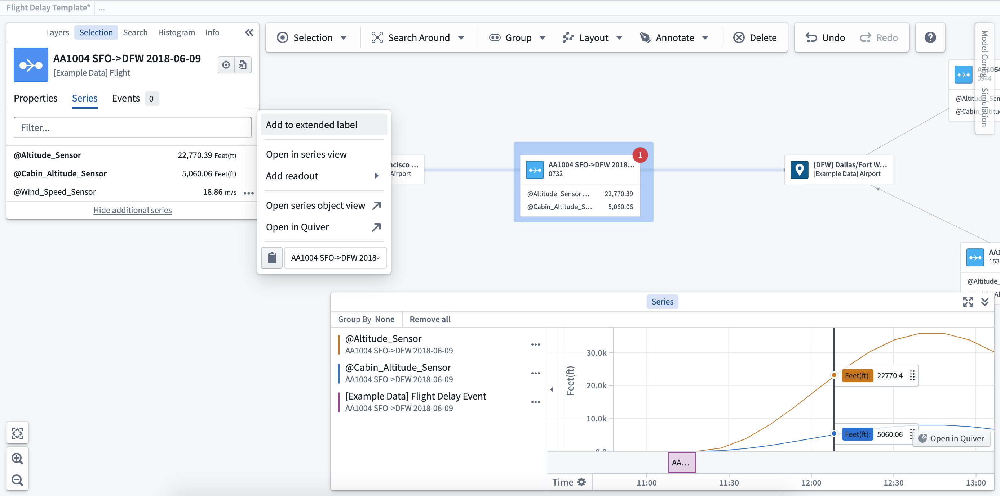 Flight Delay Template* ...
Layers Selection Search Histogram Info
AA1004 SFO->DFW 2018-06-09
[Example Data] Flight
Properties Series Events 0
Filter...
@Altitude_Sensor 22,770.39 Feet(ft)
@Cabin_Altitude_Sensor 5,060.06 Feet(ft)
@Wind_Speed_Sensor 18.86 m/s
Hide additional series
Selection Search Around Group Layout Annotate Delete
Undo Redo
?
Model Config
Simulation
Add to extended label
Open in series view
Add readout
Open series object view
Open in Quiver
AA1004 SFO->DFW 2018-
ncisco ...
Airport
1
AA1004 SFO->DFW 2018...
0732
@Altitude_Sensor ... 22,770.39
@Cabin_Altitude_S... 5,060.06
[DFW] Dallas/Fort W...
[Example Data] Airport
AA1064
0944
@Altitude_Sen
@Cabin_Altitu
AA1
153
@Altitude_
Series
Group By None Remove all
@Altitude_Sensor
AA1004 SFO->DFW 2018-06-09
@Cabin_Altitude_Sensor
AA1004 SFO->DFW 2018-06-09
[Example Data] Flight Delay Event
AA1004 SFO->DFW 2018-06-09
Feet(ft)
30.0k
20.0k
10.0k
0.0
Feet(ft): 22770.4
Feet(ft): 5060.06
Open in Quiver
AA...
Time 11:00 11:30 12:00 12:30 13:00